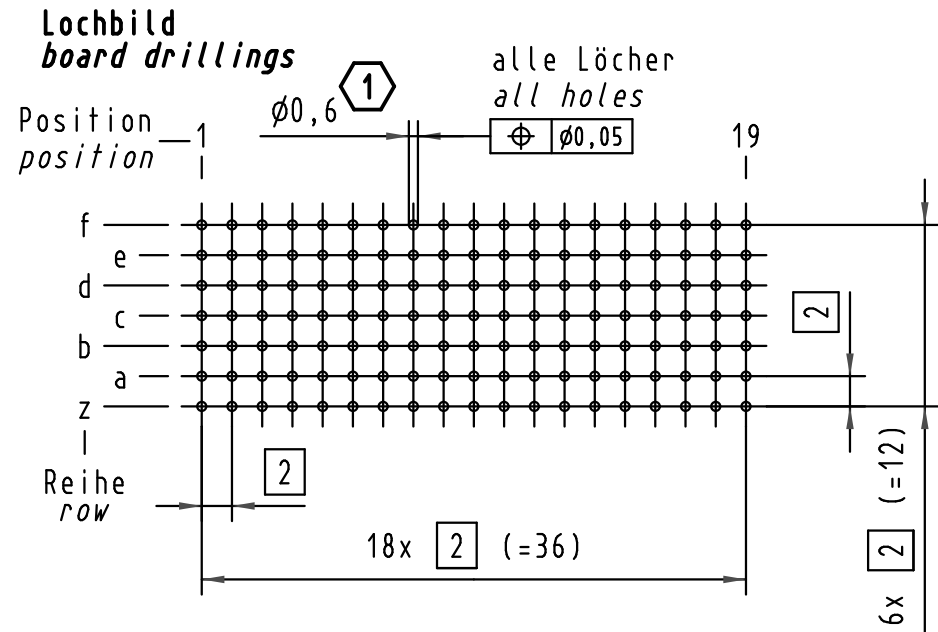 Lochbild
board drillings
1
alle Löcher
all holes
Ø0,6
⌖ Ø0,05
Position
position
1
19
f
e
d
c
b
a
z
Reihe
row
2
2
18x 2 (=36)
6x 2 (=12)